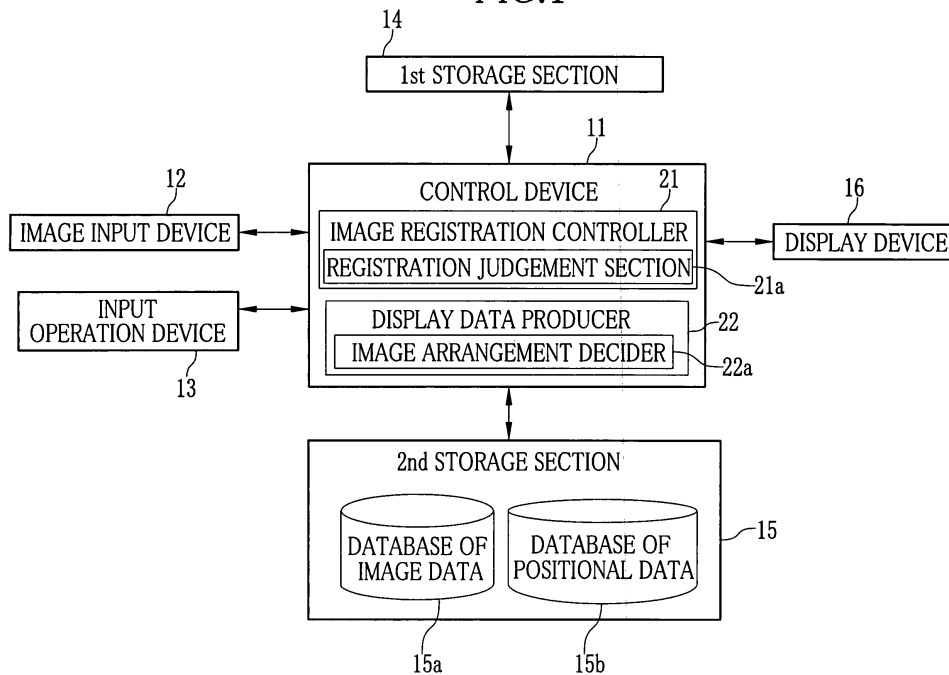 FIG.1
14
1st STORAGE SECTION
11
CONTROL DEVICE
21
12
IMAGE INPUT DEVICE
IMAGE REGISTRATION CONTROLLER
REGISTRATION JUDGEMENT SECTION
21a
16
DISPLAY DEVICE
INPUT
OPERATION DEVICE
13
DISPLAY DATA PRODUCER
22
IMAGE ARRANGEMENT DECIDER
22a
2nd STORAGE SECTION
15
DATABASE OF
IMAGE DATA
DATABASE OF
POSITIONAL DATA
15a
15b